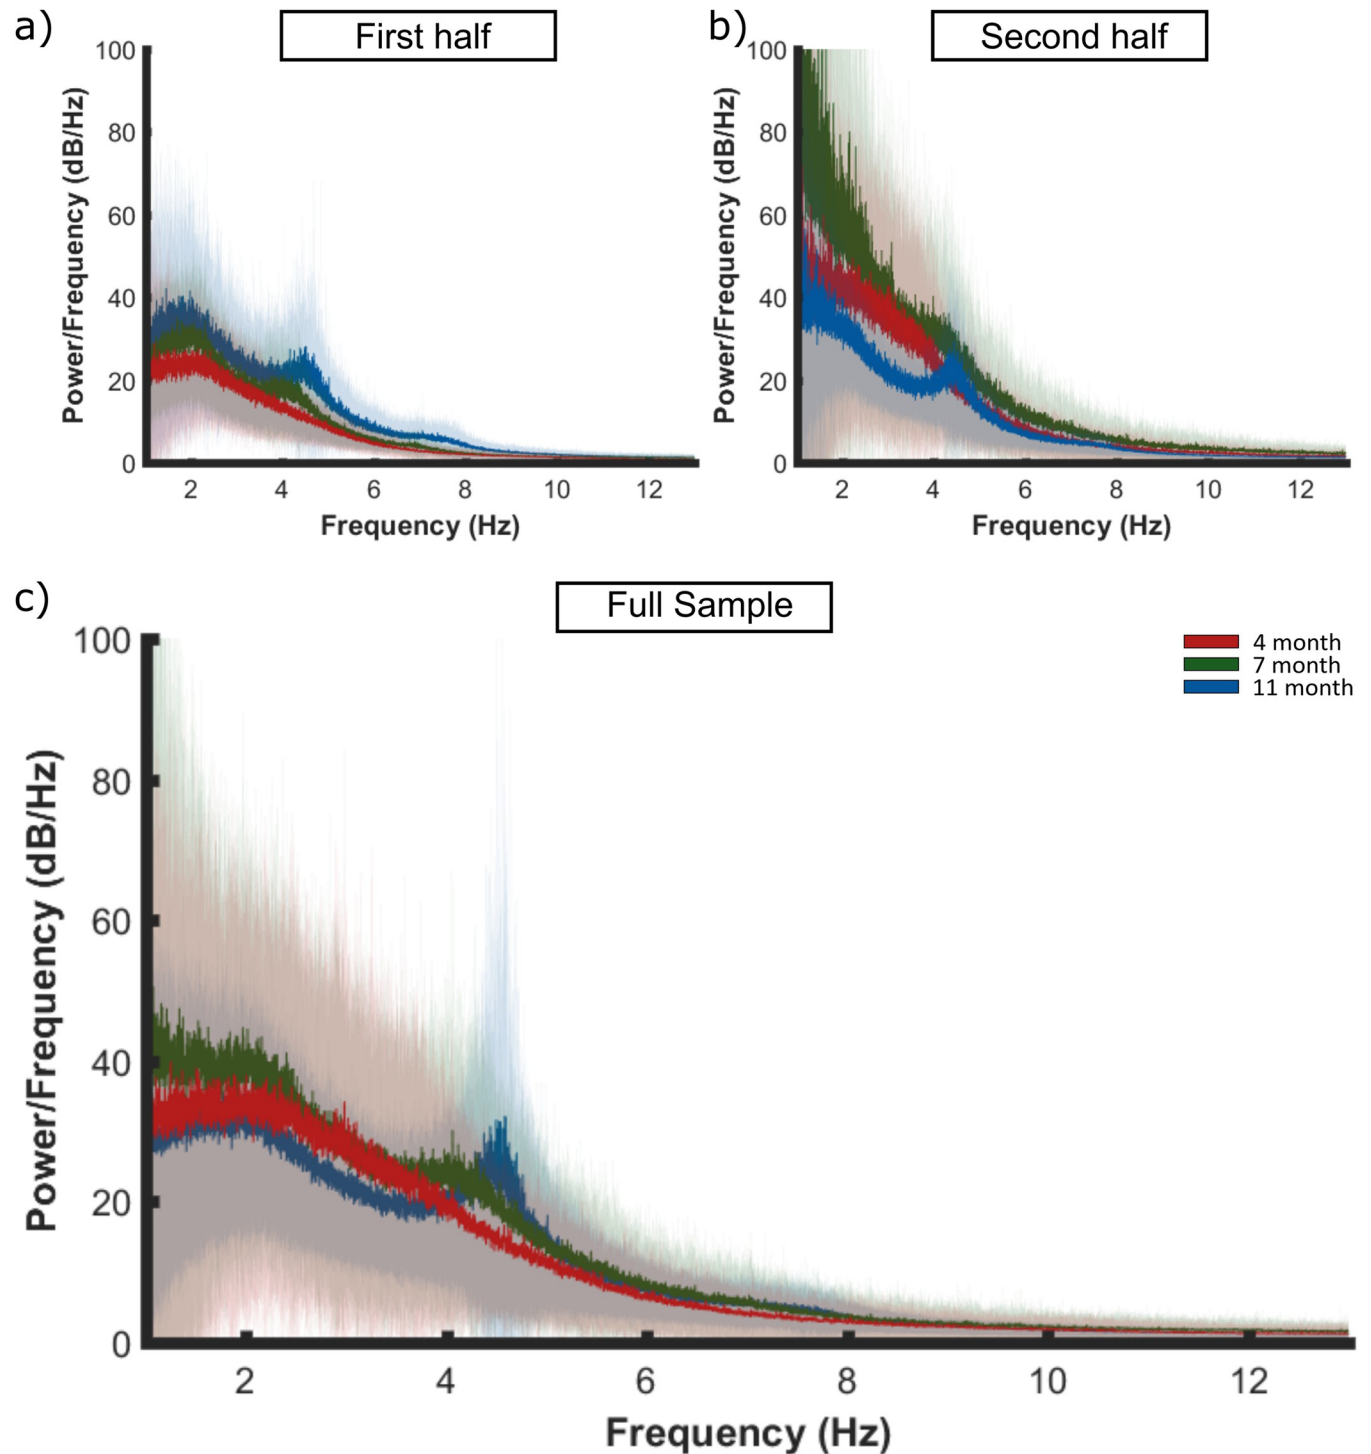 a)
First half
100
80
60
40
20
0
Power/Frequency (dB/Hz)
2 4 6 8 10 12
Frequency (Hz)
b)
Second half
100
80
60
40
20
0
Power/Frequency (dB/Hz)
2 4 6 8 10 12
Frequency (Hz)
c)
Full Sample
4 month
7 month
11 month
100
80
60
40
20
0
Power/Frequency (dB/Hz)
2 4 6 8 10 12
Frequency (Hz)